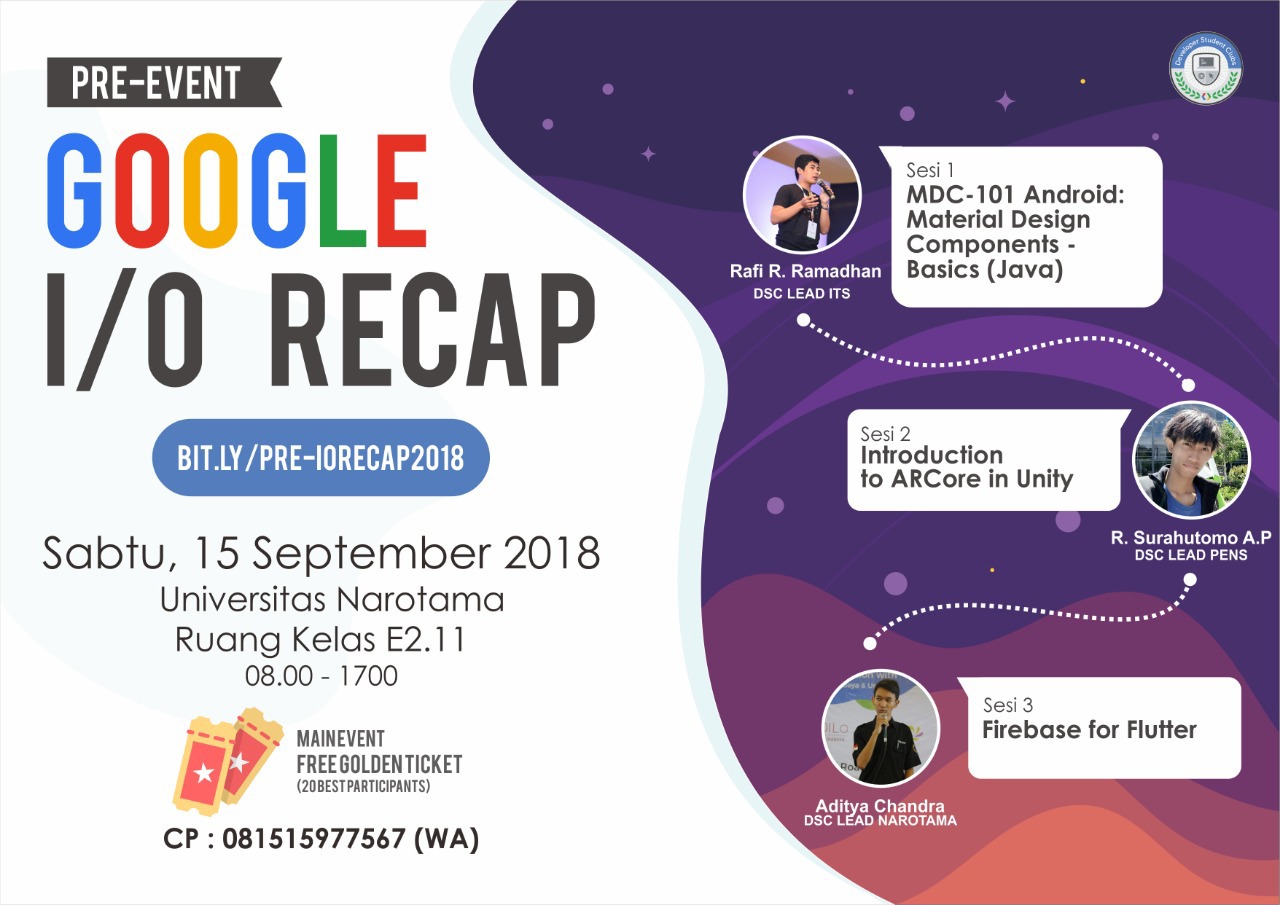 PRE-EVENT
GOOGLE
I/O RECAP
BIT.LY/PRE-IORECAP2018
Sabtu, 15 September 2018
Universitas Narotama
Ruang Kelas E2.11
08.00 - 1700
MAINEVENT
FREE GOLDEN TICKET
(20 BEST PARTICIPANTS)
CP : 081515977567 (WA)
Developer Student Clubs
Sesi 1
MDC-101 Android:
Material Design
Components -
Basics (Java)
Rafi R. Ramadhan
DSC LEAD ITS
Sesi 2
Introduction
to ARCore in Unity
R. Surahutomo A.P
DSC LEAD PENS
Sesi 3
Firebase for Flutter
Aditya Chandra
DSC LEAD NAROTAMA